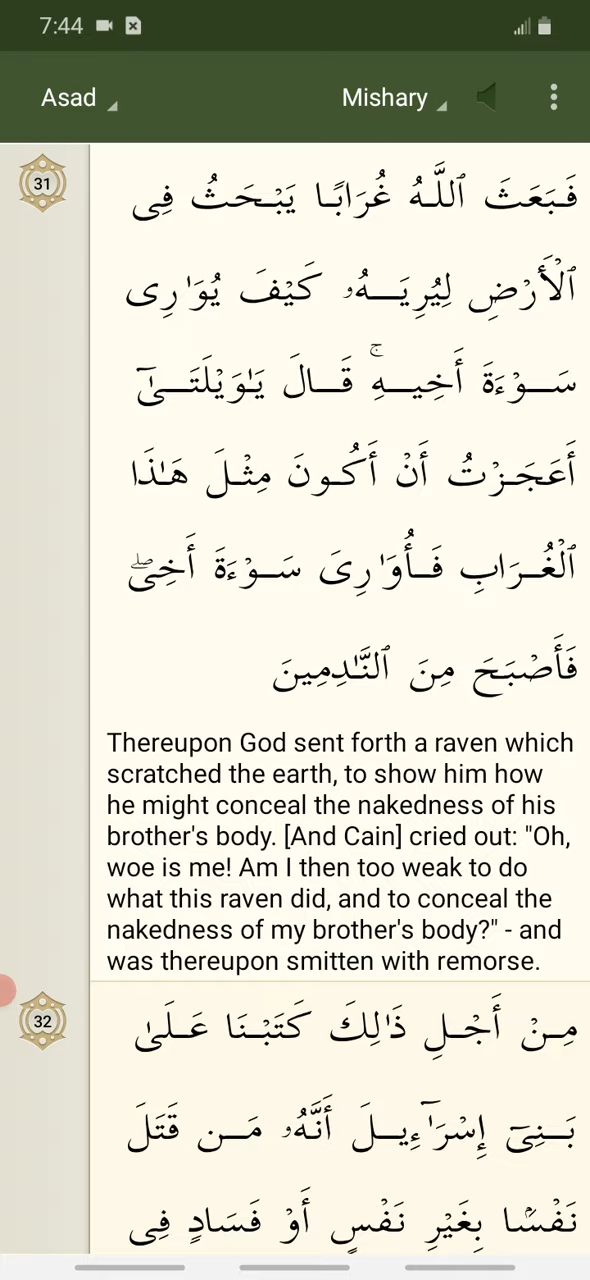 7:44
Asad
Mishary
31
فَبَعَثَ ٱللَّهُ غُرَابًا يَبْحَثُ فِى
ٱلْأَرْضِ لِيُرِيَهُۥ كَيْفَ يُوَٰرِى
سَوْءَةَ أَخِيهِ ۚ قَالَ يَـٰوَيْلَتَىٰٓ
أَعَجَزْتُ أَنْ أَكُونَ مِثْلَ هَـٰذَا
ٱلْغُرَابِ فَأُوَٰرِىَ سَوْءَةَ أَخِى ۖ
فَأَصْبَحَ مِنَ ٱلنَّـٰدِمِينَ
Thereupon God sent forth a raven which
scratched the earth, to show him how
he might conceal the nakedness of his
brother's body. [And Cain] cried out: "Oh,
woe is me! Am I then too weak to do
what this raven did, and to conceal the
nakedness of my brother's body?" - and
was thereupon smitten with remorse.
32
مِنْ أَجْلِ ذَٰلِكَ كَتَبْنَا عَلَىٰ
بَنِىٓ إِسْرَٰٓءِيلَ أَنَّهُۥ مَن قَتَلَ
نَفْسًۢا بِغَيْرِ نَفْسٍ أَوْ فَسَادٍ فِى